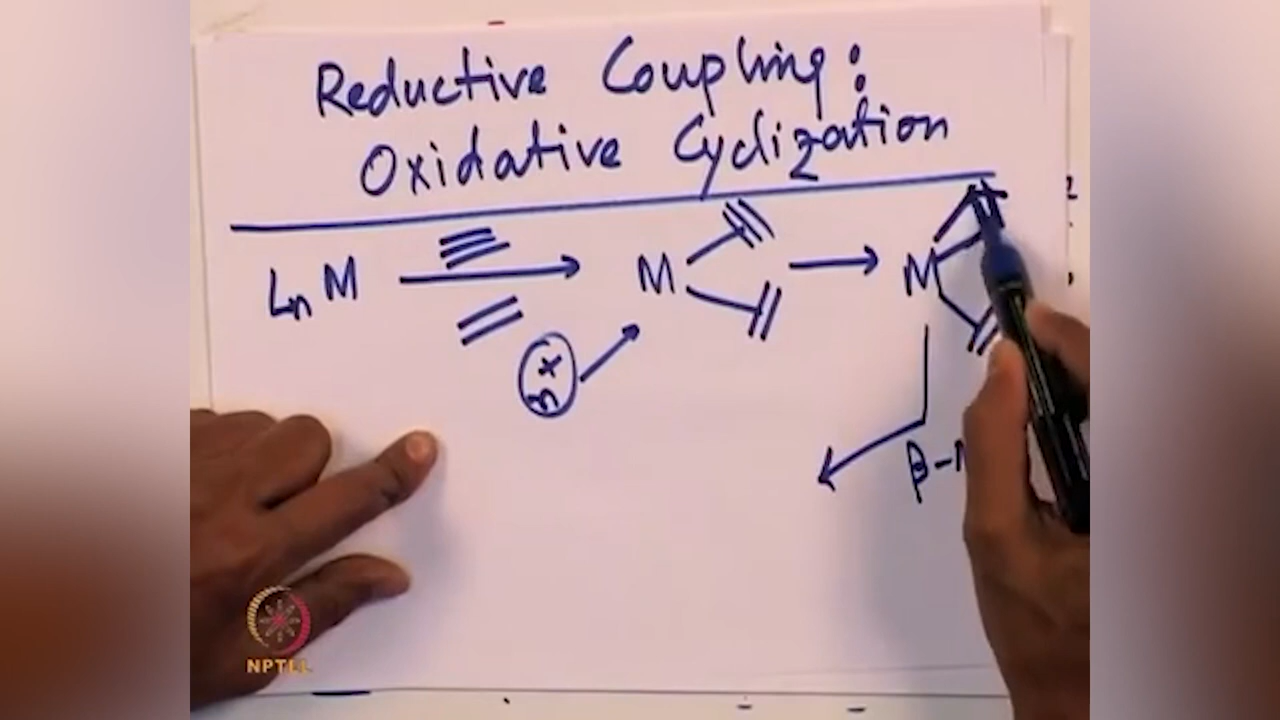 Reductive Coupling:
Oxidative Cyclization
LnM
M
M
n+
β-
NPTEL